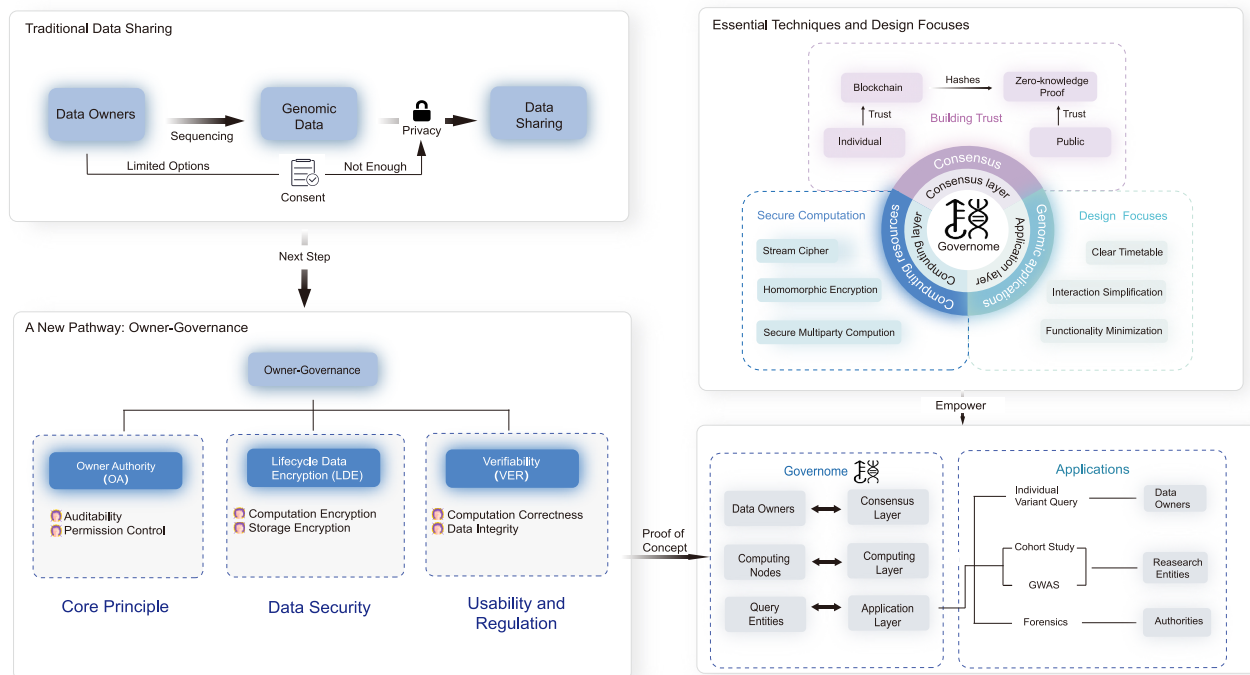 Traditional Data Sharing
Data Owners
Sequencing
Genomic
Data
Privacy
Data
Sharing
Limited Options
Consent
Not Enough
Next Step
A New Pathway: Owner-Governance
Owner-Governance
Owner Authority
(OA)
Auditability
Permission Control
Core Principle
Lifecycle Data
Encryption (LDE)
Computation Encryption
Storage Encryption
Data Security
Verifiability
(VER)
Computation Correctness
Data Integrity
Usability and
Regulation
Proof of
Concept
Essential Techniques and Design Focuses
Blockchain
Hashes
Zero-knowledge
Proof
Trust
Building Trust
Trust
Individual
Public
Consensus
Consensus layer
Computing resources
Computing layer
Genomic applications
Application layer
Governome
Secure Computation
Stream Cipher
Homomorphic Encryption
Secure Multiparty Compution
Design Focuses
Clear Timetable
Interaction Simplification
Functionality Minimization
Empower
Governome
Data Owners
Consensus
Layer
Computing
Nodes
Computing
Layer
Query
Entities
Application
Layer
Applications
Individual
Variant Query
Data
Owners
Cohort Study
GWAS
Reasearch
Entities
Forensics
Authorities